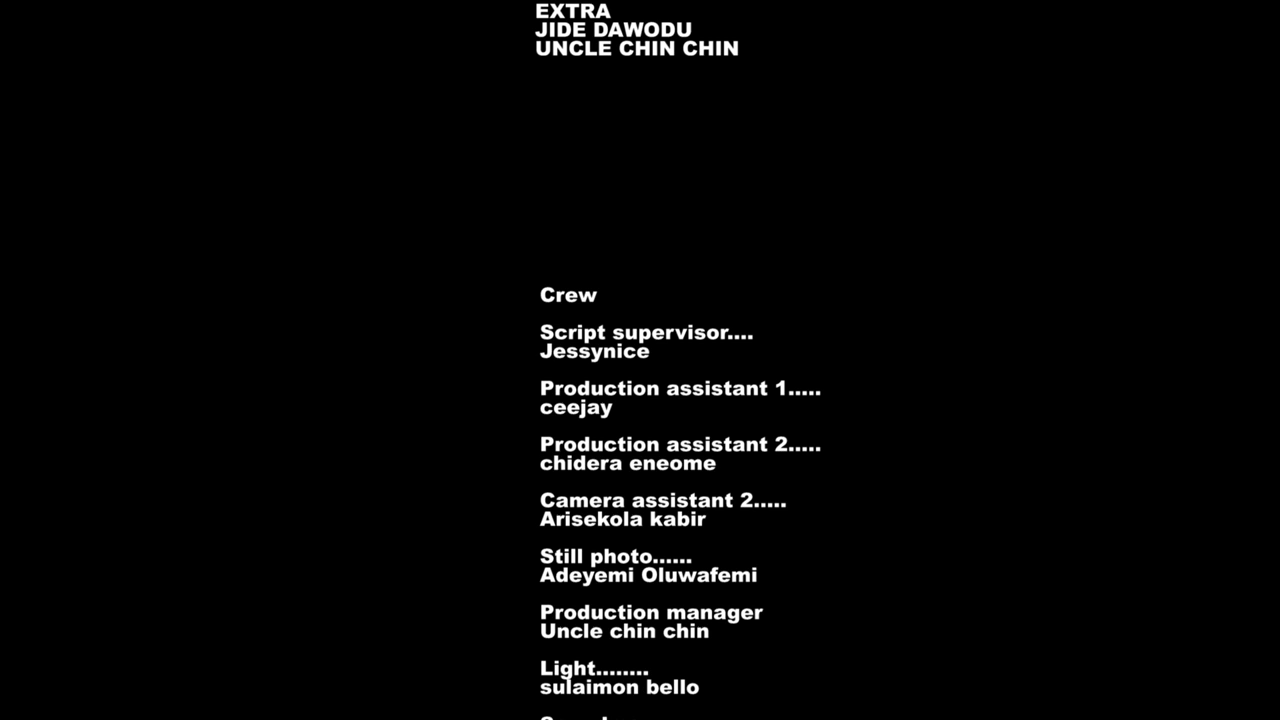 EXTRA
JIDE DAWODU
UNCLE CHIN CHIN
Crew
Script supervisor....
Jessynice
Production assistant 1.....
ceejay
Production assistant 2.....
chidera eneome
Camera assistant 2.....
Arisekola kabir
Still photo......
Adeyemi Oluwafemi
Production manager
Uncle chin chin
Light........
sulaimon bello